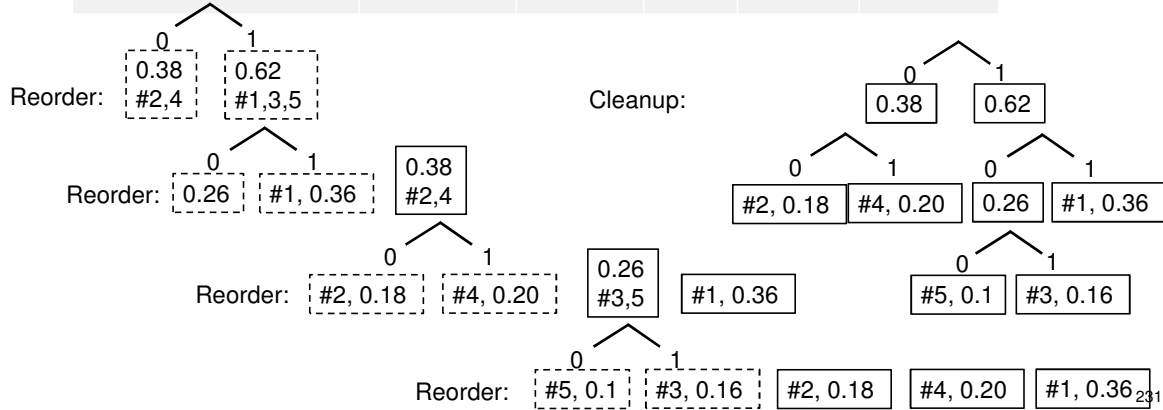 0 1
Reorder:
0.38
#2,4
0.62
#1,3,5
0 1
Reorder: 0.26 #1, 0.36
0.38
#2,4
0 1
Reorder: #2, 0.18 #4, 0.20
0.26
#3,5
#1, 0.36
0 1
Reorder: #5, 0.1 #3, 0.16 #2, 0.18 #4, 0.20 #1, 0.36
Cleanup:
0 1
0.38 0.62
0 1 0 1
#2, 0.18 #4, 0.20 0.26 #1, 0.36
0 1
#5, 0.1 #3, 0.16
231